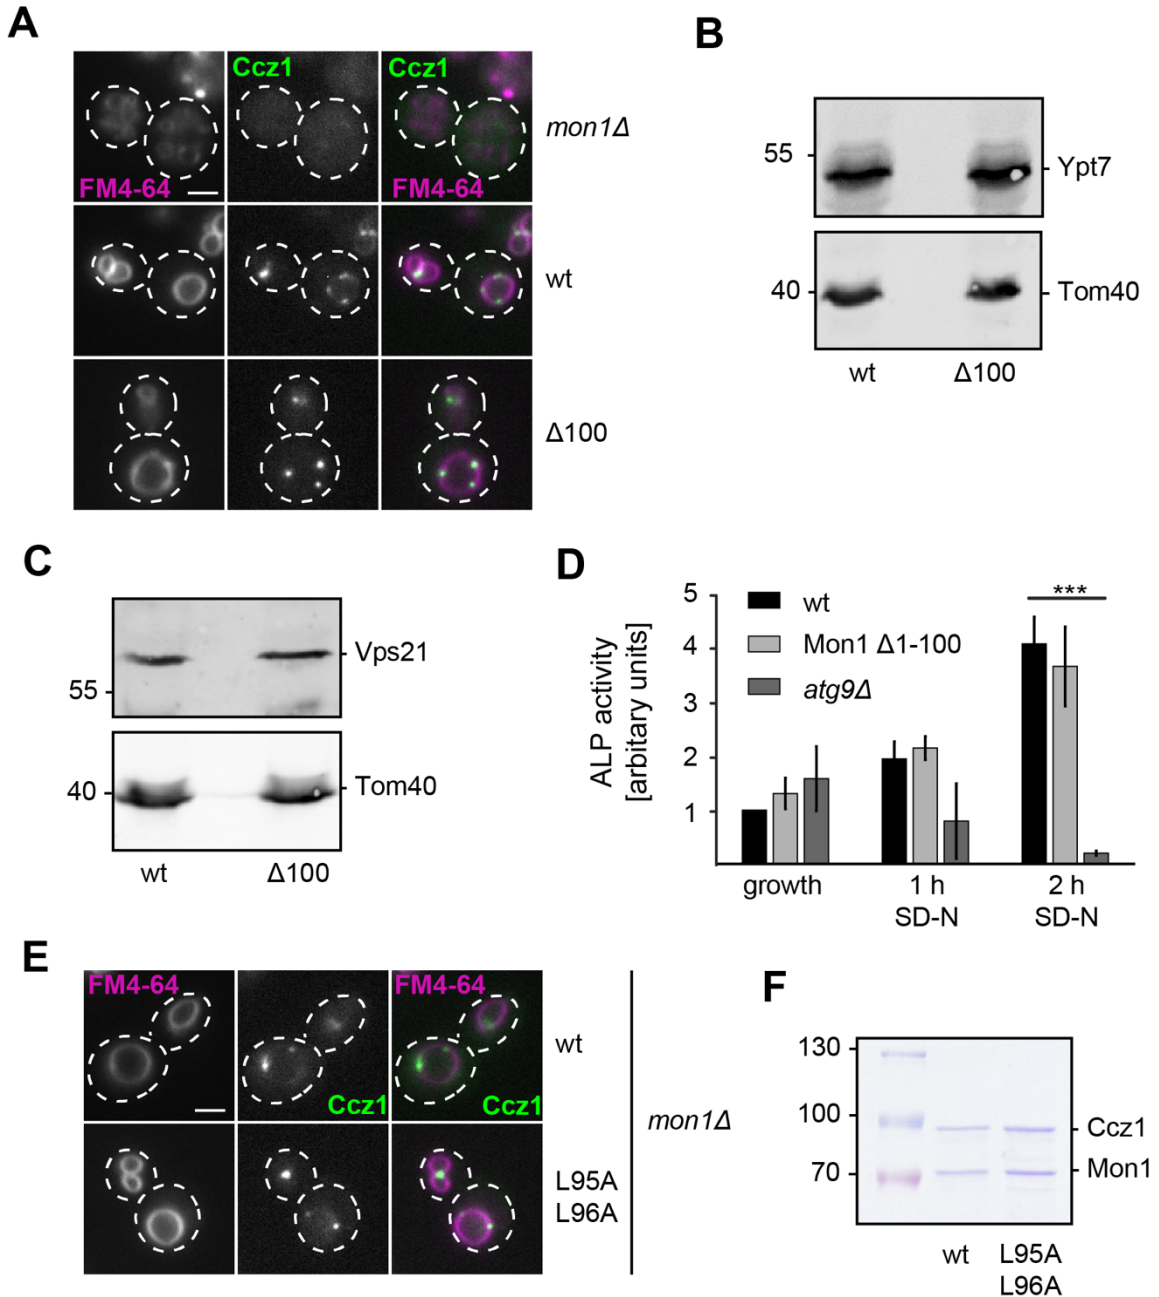 A
Ccz1
Ccz1
FM4-64
FM4-64
mon1Δ
wt
Δ100
B
55
Ypt7
40
Tom40
wt
Δ100
C
Vps21
55
40
Tom40
wt
Δ100
D
ALP activity
[arbitary units]
5
4
3
2
1
wt
Mon1 Δ1-100
atg9Δ
***
growth
1 h
SD-N
2 h
SD-N
E
FM4-64
FM4-64
Ccz1
Ccz1
wt
L95A
L96A
mon1Δ
F
130
100
70
Ccz1
Mon1
wt
L95A
L96A